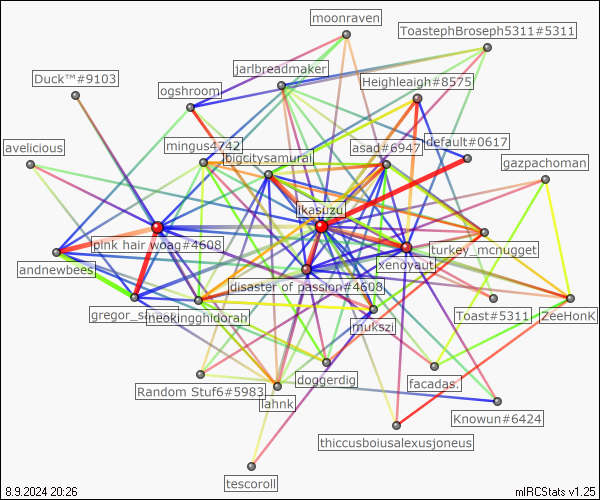 moonraven
ToastephBroseph5311#5311
jarlbreadmaker
Duck™#9103
Heighleaigh#8575
ogshroom
mingus4742
asad#6947
default#0617
avelicious
bigcitysamurai
gazpachoman
ikasuzu
pink hair woag#4608
turkey_mcnugget
xenoyaut
andnewbees
disaster of passion#4608
gregor_sa
neokingghidorah
mukszi
Toast#5311
ZeeHonK
doggerdig
facadas.
Random Stuf6#5983
lahnk
Knowun#6424
thiccusboiusalexusjoneus
tescoroll
8.9.2024 20:26
mIRCStats v1.25